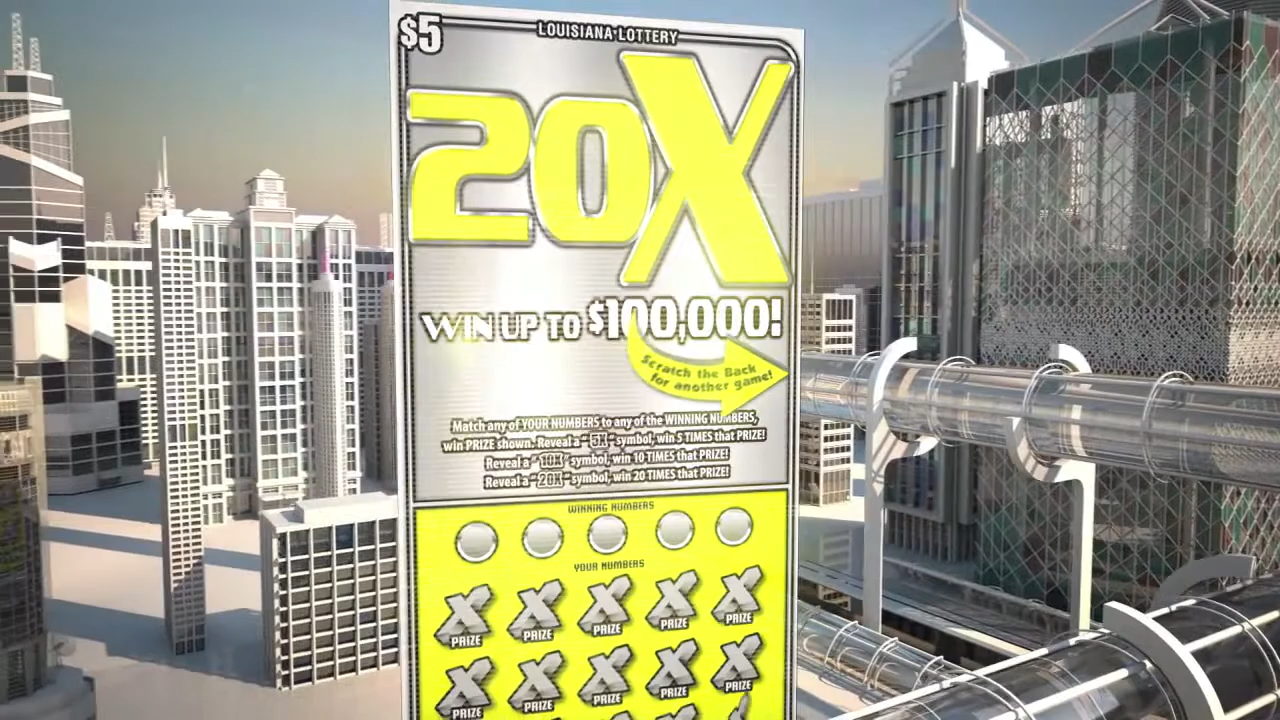 $5
LOUISIANA LOTTERY
20X
WIN UP TO $100,000!
Scratch the Back
for another game!
Match any of YOUR NUMBERS to any of the WINNING NUMBERS,
win PRIZE shown. Reveal a "5X" symbol, win 5 TIMES that PRIZE!
Reveal a "10X" symbol, win 10 TIMES that PRIZE!
Reveal a "20X" symbol, win 20 TIMES that PRIZE!
WINNING NUMBERS
YOUR NUMBERS
X X X X X
PRIZE PRIZE PRIZE PRIZE PRIZE
X X X X X
PRIZE PRIZE PRIZE PRIZE PRIZE